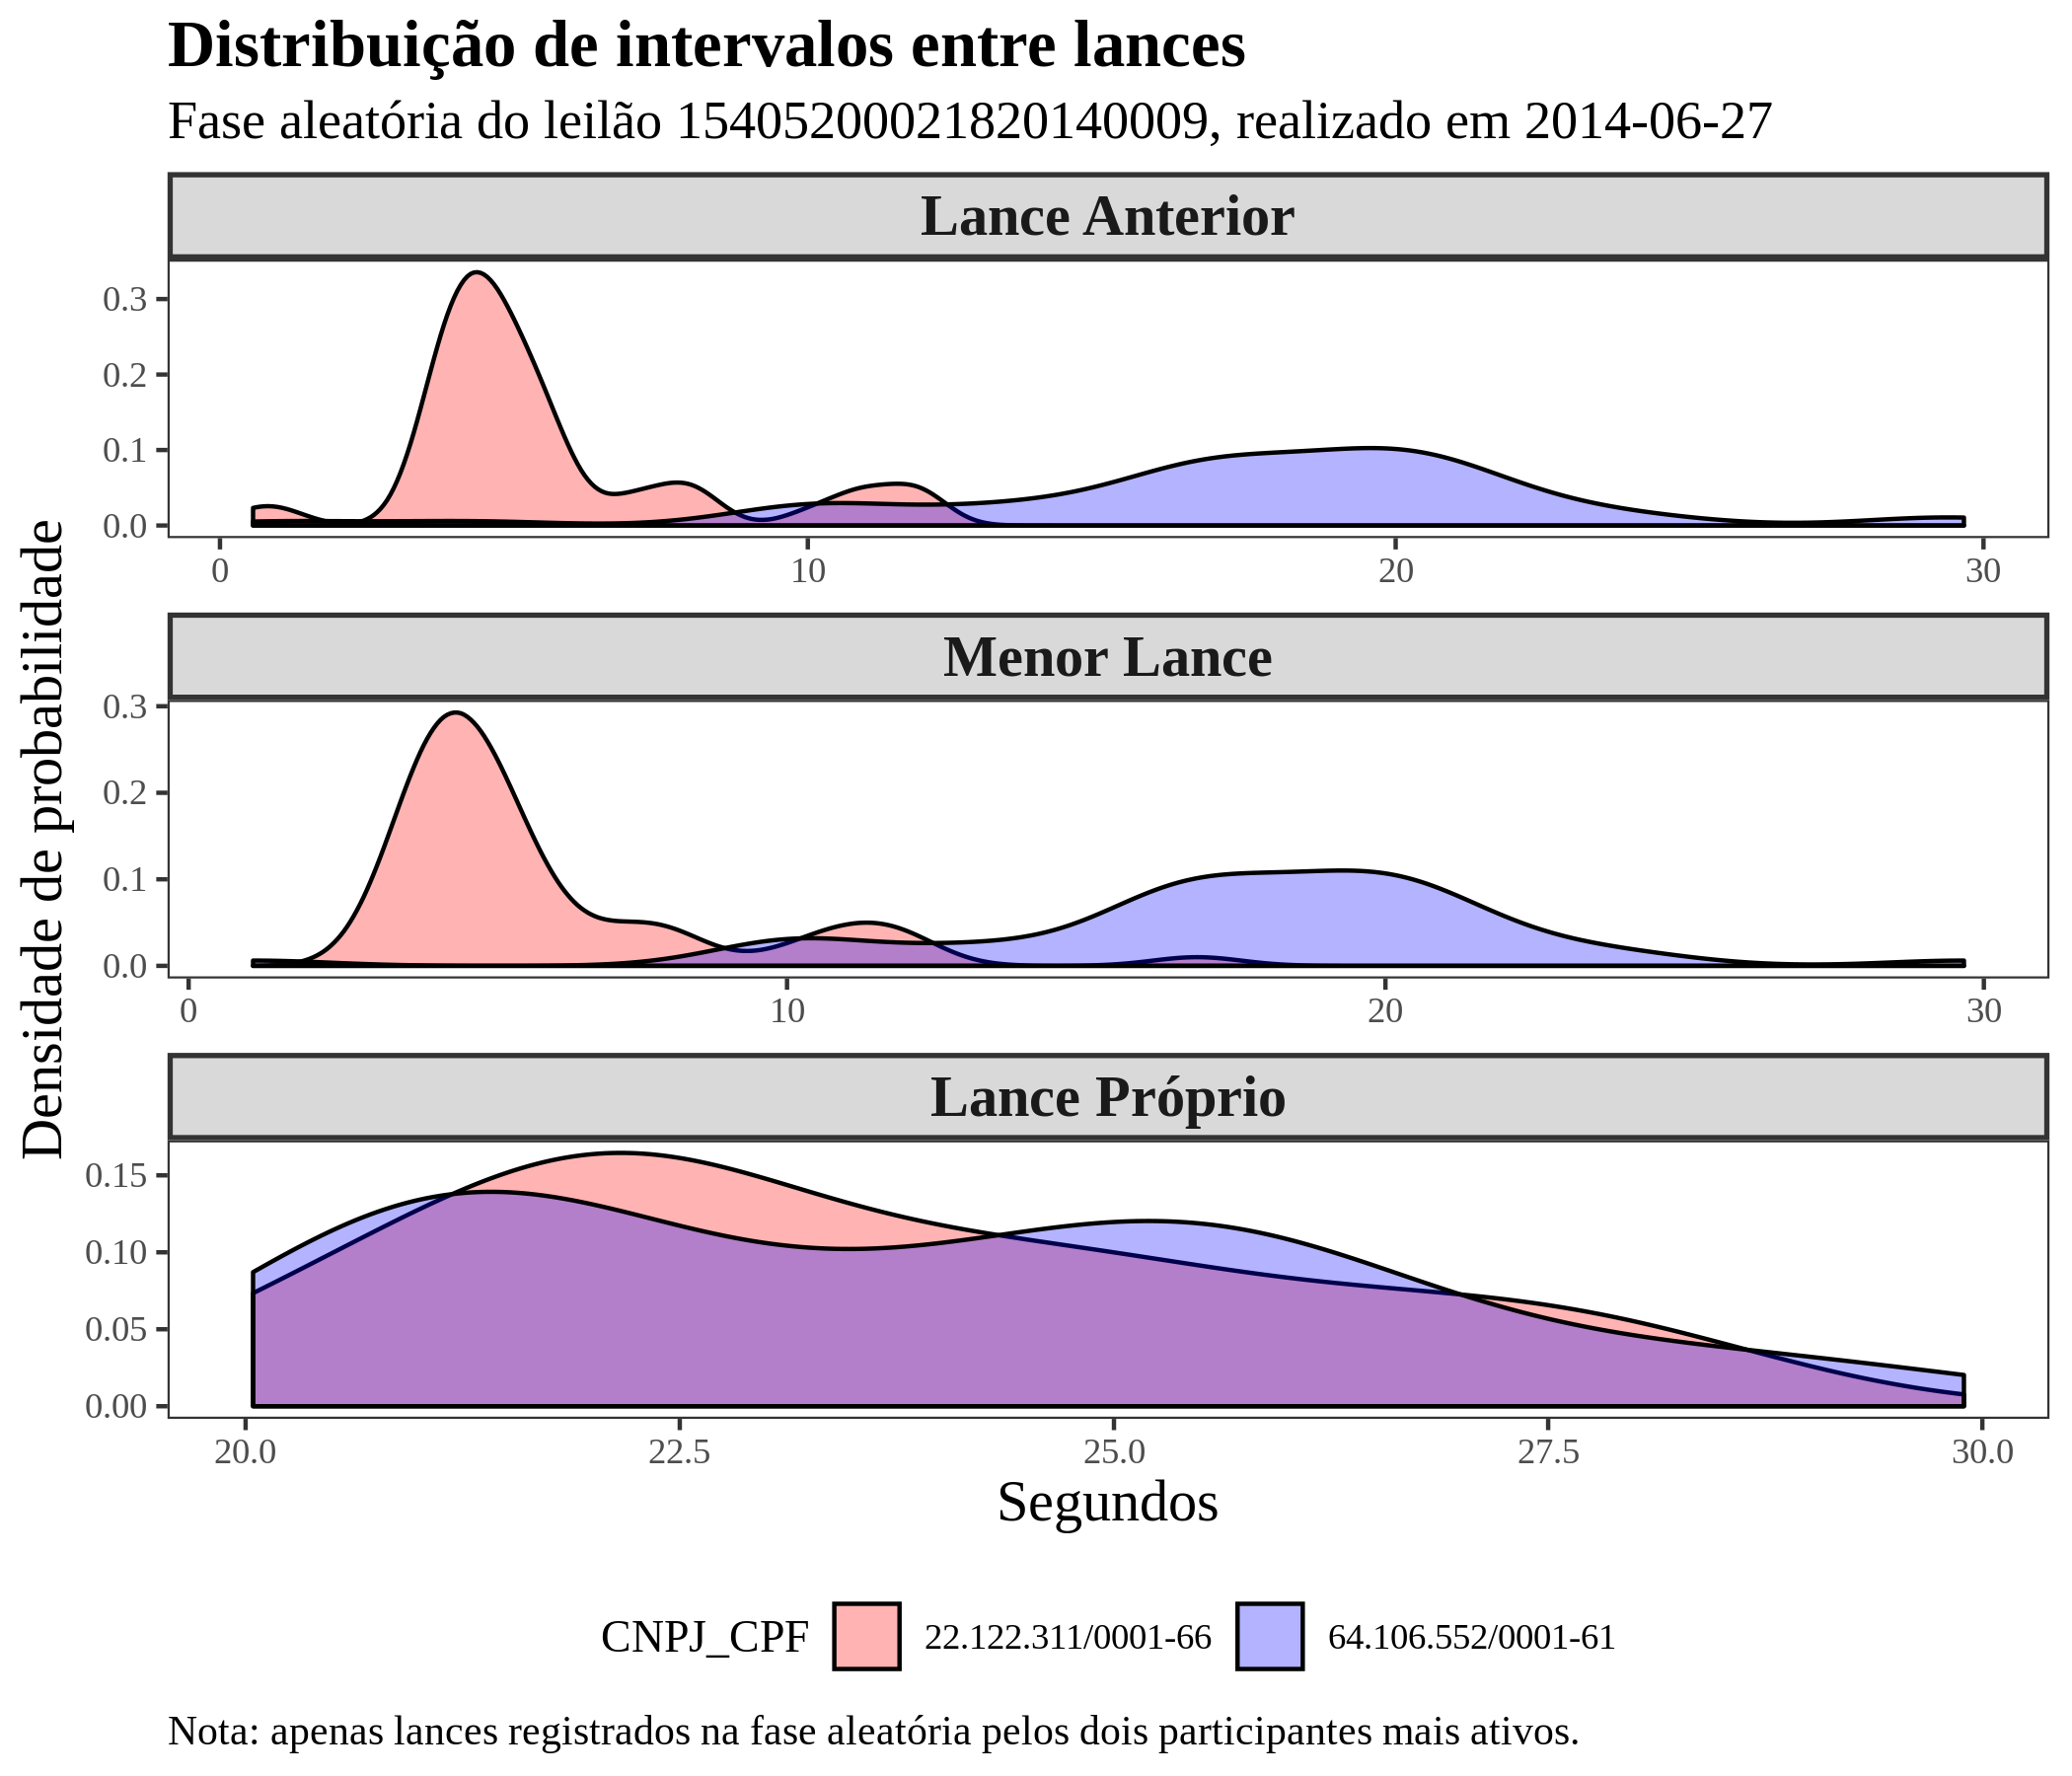 Distribuição de intervalos entre lances
Fase aleatória do leilão 15405200021820140009, realizado em 2014-06-27
Densidade de probabilidade
Lance Anterior
0.3
0.2
0.1
0.0
0 10 20 30
Menor Lance
0.3
0.2
0.1
0.0
0 10 20 30
Lance Próprio
0.15
0.10
0.05
0.00
20.0 22.5 25.0 27.5 30.0
Segundos
CNPJ_CPF 22.122.311/0001-66 64.106.552/0001-61
Nota: apenas lances registrados na fase aleatória pelos dois participantes mais ativos.